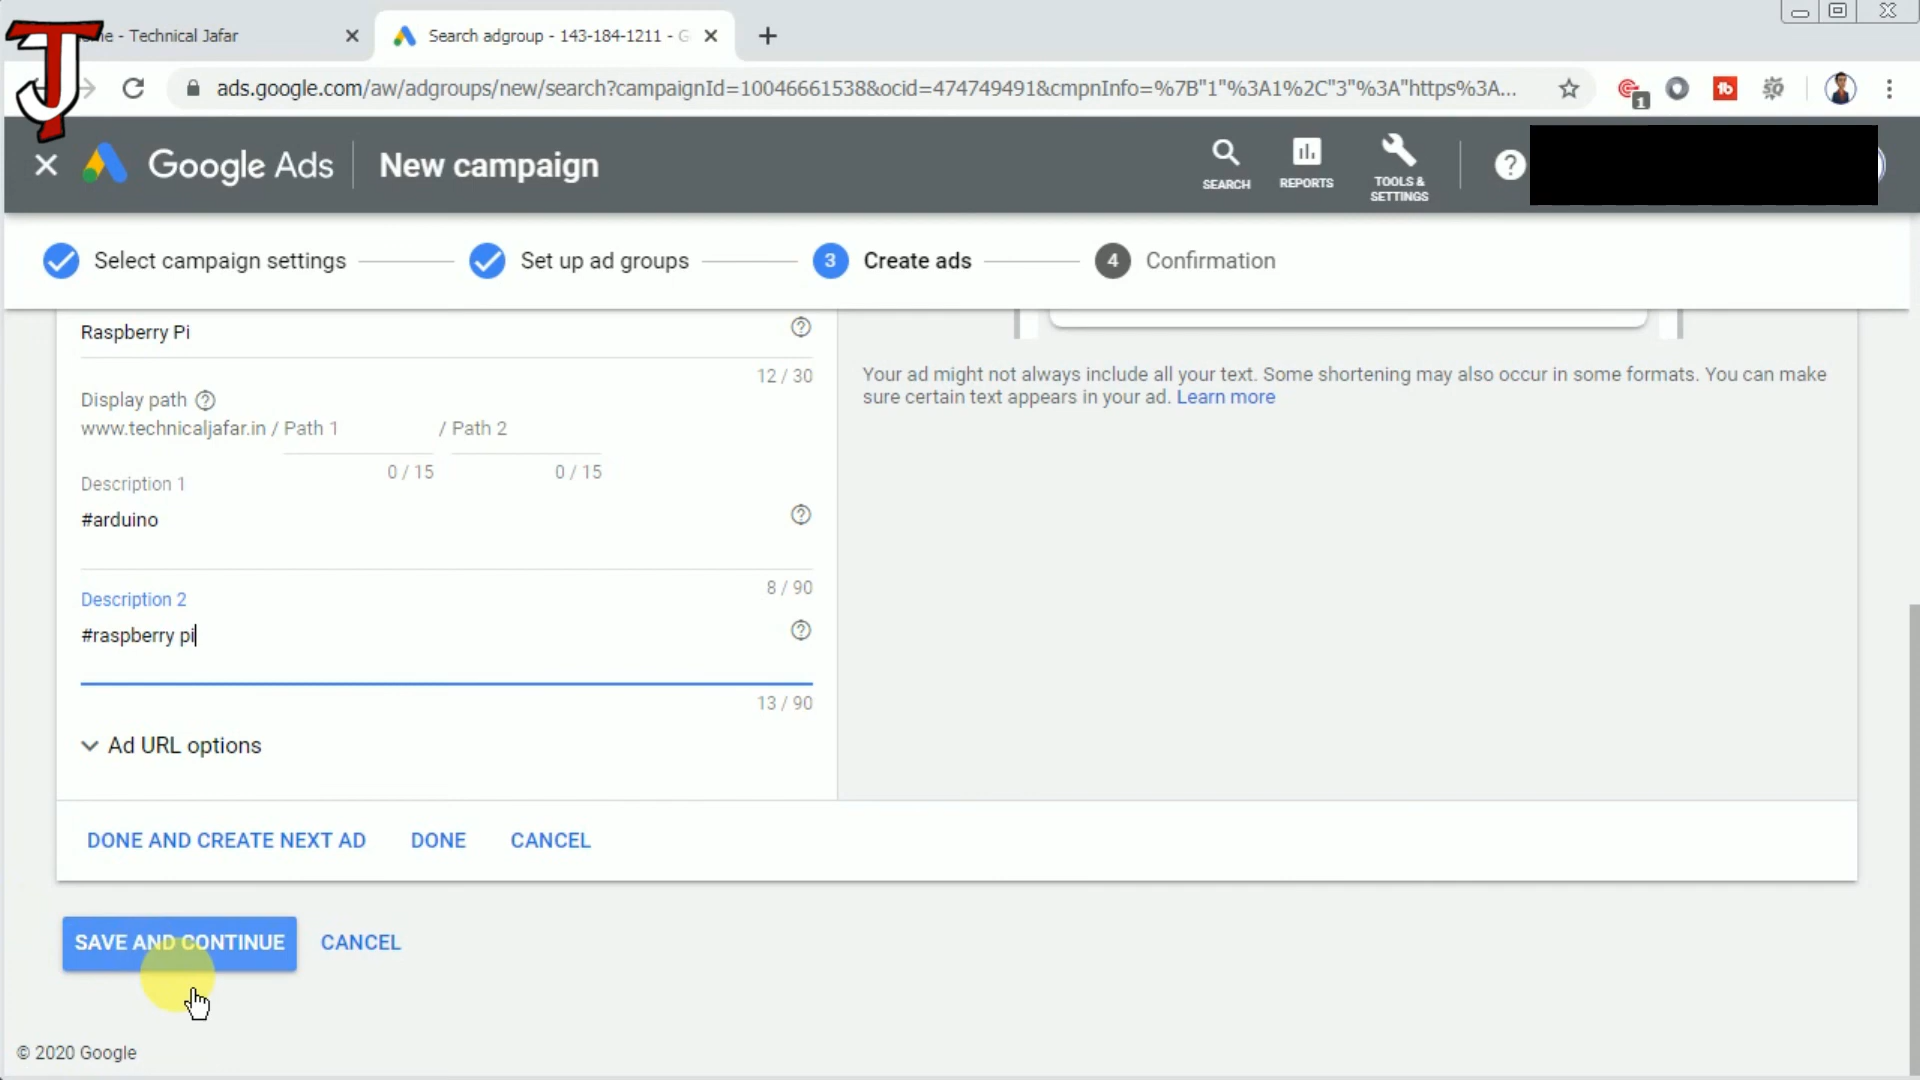 me - Technical Jafar
Search adgroup - 143-184-1211 - G
ads.google.com/aw/adgroups/new/search?campaignId=10046661538&ocid=474749491&cmpnInfo=%7B"1"%3A1%2C"3"%3A"https%3A...
1
Google Ads
New campaign
SEARCH
REPORTS
TOOLS &
SETTINGS
Select campaign settings
Set up ad groups
3
Create ads
4
Confirmation
Raspberry Pi
12 / 30
Display path
www.technicaljafar.in / Path 1
/ Path 2
0 / 15
0 / 15
Description 1
#arduino
8 / 90
Description 2
#raspberry pi
13 / 90
Ad URL options
DONE AND CREATE NEXT AD
DONE
CANCEL
Your ad might not always include all your text. Some shortening may also occur in some formats. You can make
sure certain text appears in your ad. Learn more
SAVE AND CONTINUE
CANCEL
© 2020 Google